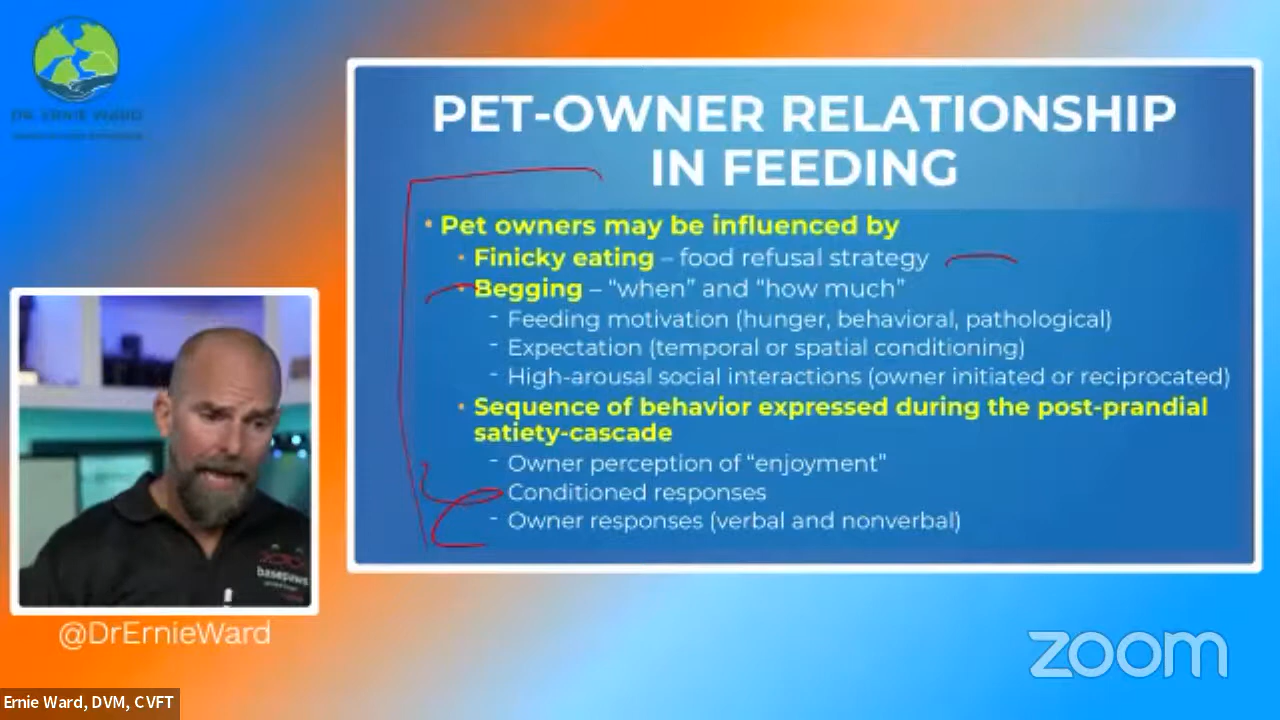 DR. ERNIE WARD
PET-OWNER RELATIONSHIP
IN FEEDING
• Pet owners may be influenced by
• Finicky eating – food refusal strategy
• Begging – “when” and “how much”
- Feeding motivation (hunger, behavioral, pathological)
- Expectation (temporal or spatial conditioning)
- High-arousal social interactions (owner initiated or reciprocated)
• Sequence of behavior expressed during the post-prandial
satiety-cascade
- Owner perception of “enjoyment”
- Conditioned responses
- Owner responses (verbal and nonverbal)
basepaws
@DrErnieWard
zoom
Ernie Ward, DVM, CVFT